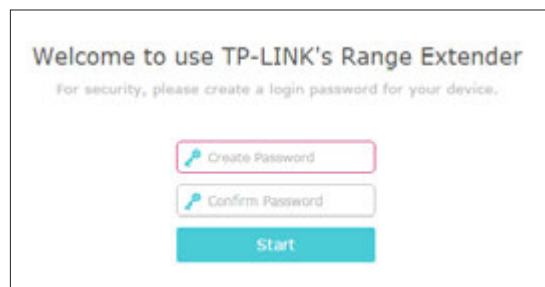 Welcome to use TP-LINK's Range Extender
For security, please create a login password for your device.
Create Password
Confirm Password
Start